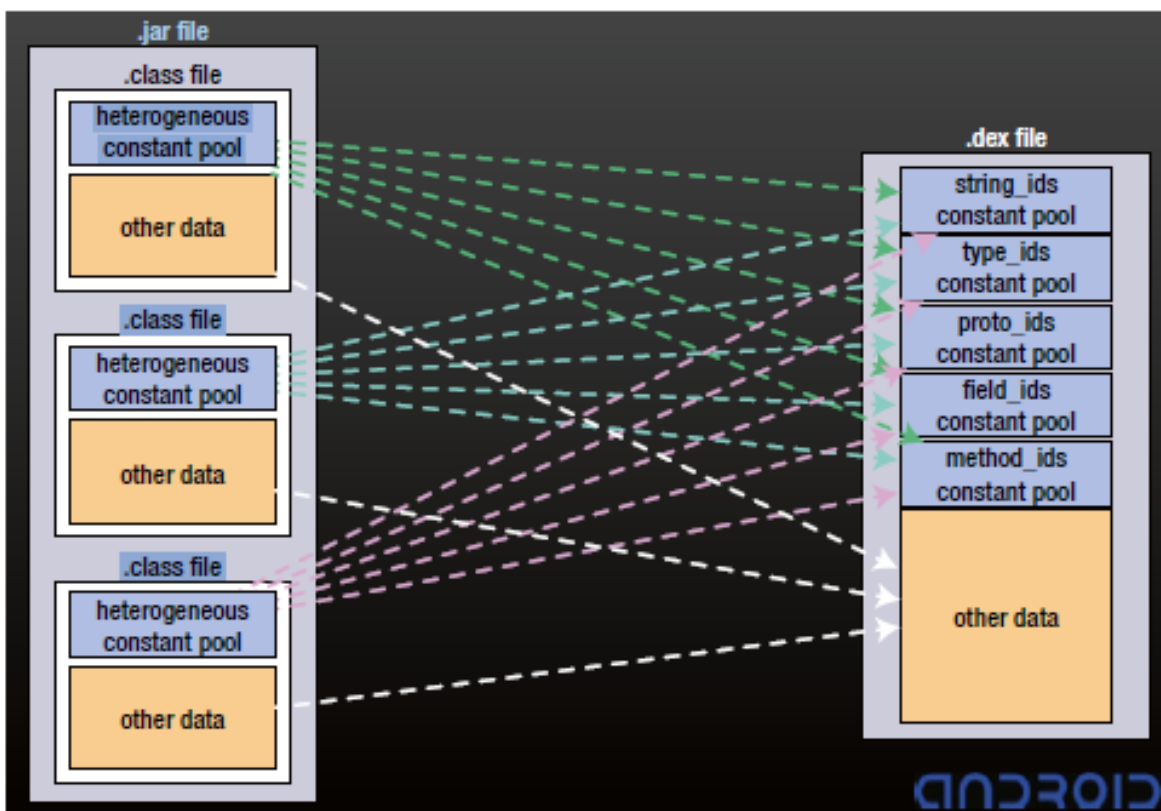 .jar file
.class file
heterogeneous
constant pool
other data
.class file
heterogeneous
constant pool
other data
.class file
heterogeneous
constant pool
other data
.dex file
string_ids
constant pool
type_ids
constant pool
proto_ids
constant pool
field_ids
constant pool
method_ids
constant pool
other data
ANDROID